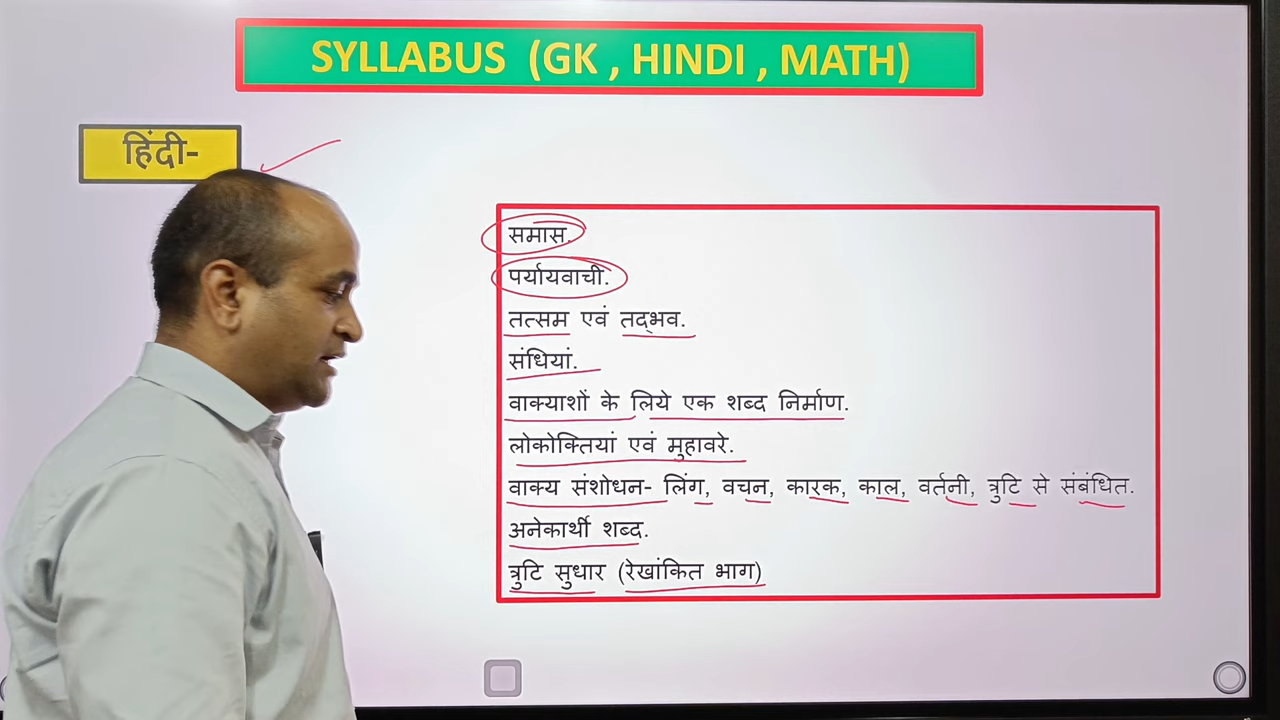 SYLLABUS (GK , HINDI , MATH)
हिंदी-
समास.
पर्यायवाची.
तत्सम एवं तद्भव.
संधियां.
वाक्याशों के लिये एक शब्द निर्माण.
लोकोक्तियां एवं मुहावरे.
वाक्य संशोधन- लिंग, वचन, कारक, काल, वर्तनी, त्रुटि से संबंधित.
अनेकार्थी शब्द.
त्रुटि सुधार (रेखांकित भाग)